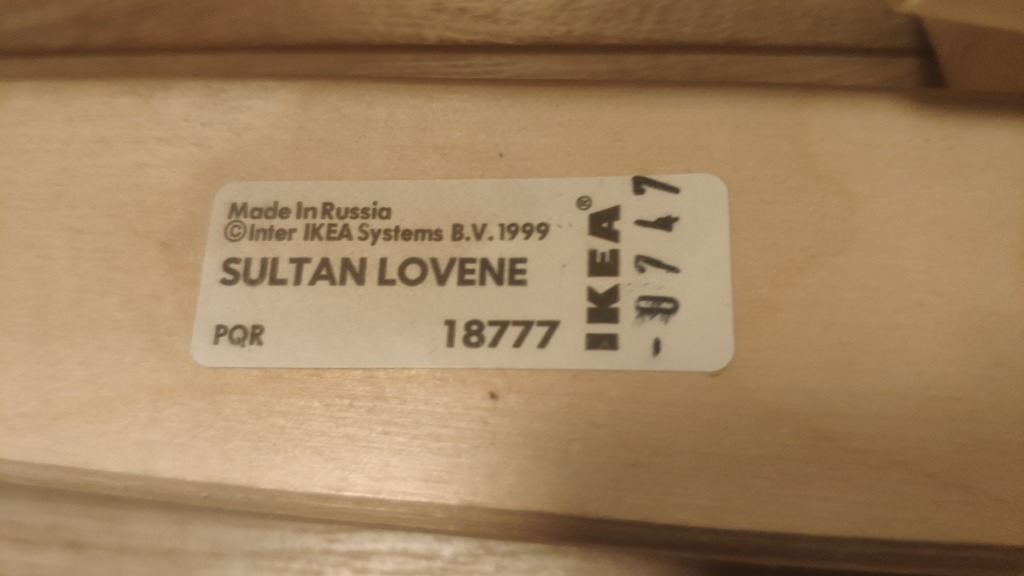 Made In Russia
©Inter IKEA Systems B.V. 1999
SULTAN LOVENE
PQR 18777
IKEA®
-0747